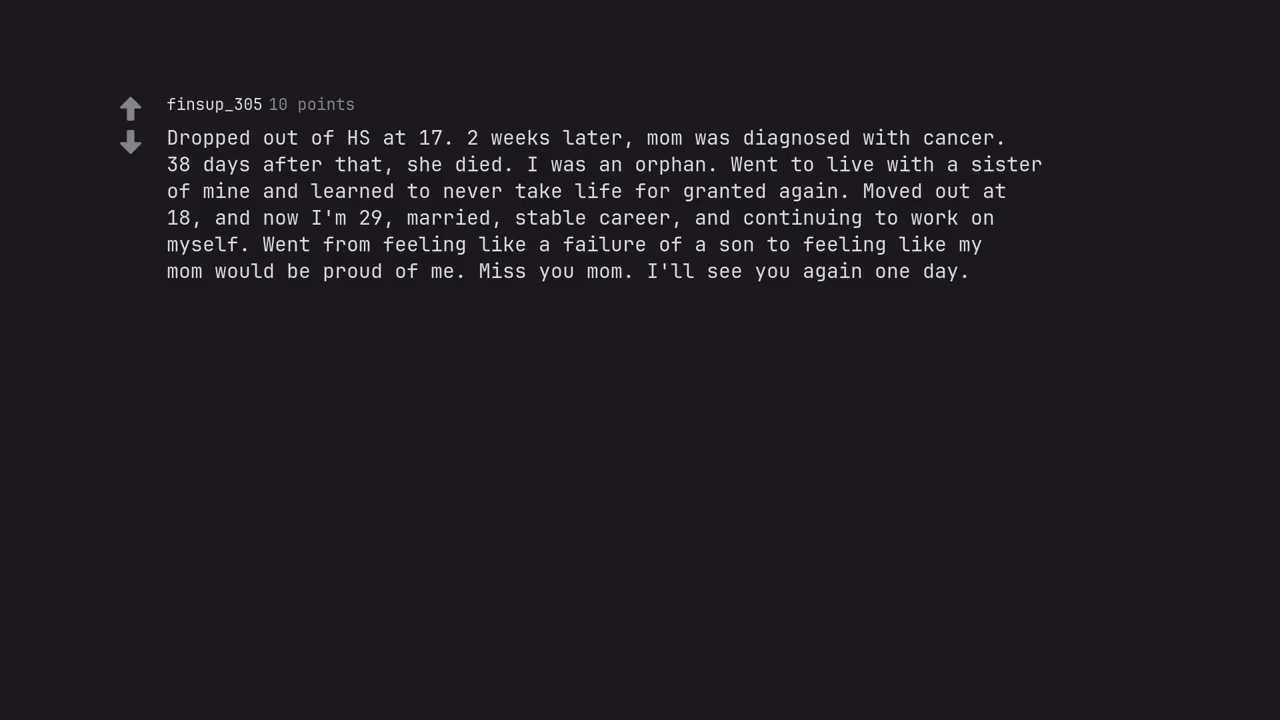 finsup_305 10 points
Dropped out of HS at 17. 2 weeks later, mom was diagnosed with cancer.
38 days after that, she died. I was an orphan. Went to live with a sister
of mine and learned to never take life for granted again. Moved out at
18, and now I'm 29, married, stable career, and continuing to work on
myself. Went from feeling like a failure of a son to feeling like my
mom would be proud of me. Miss you mom. I'll see you again one day.